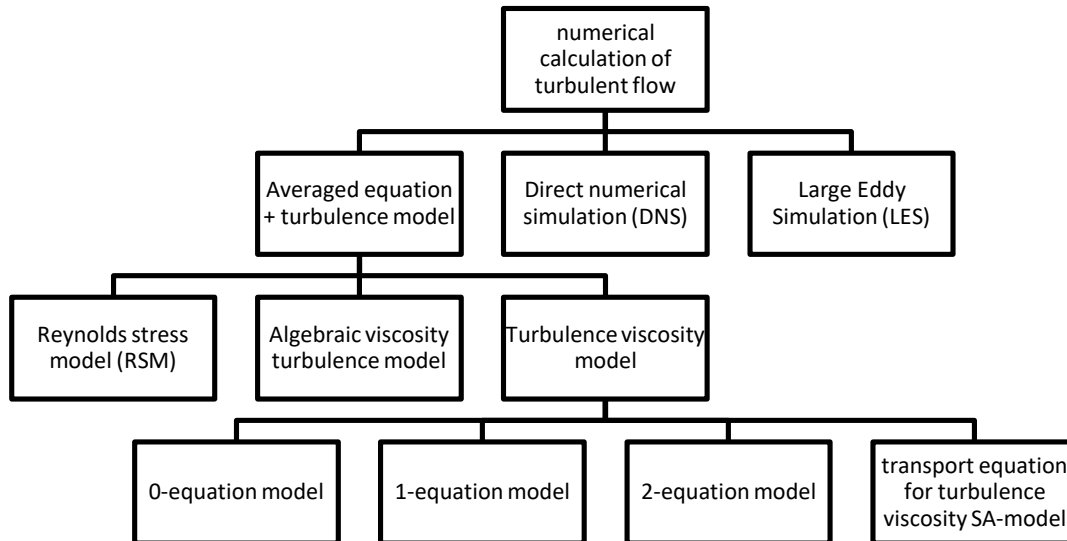 numerical
calculation of
turbulent flow
Averaged equation
+ turbulence model
Direct numerical
simulation (DNS)
Large Eddy
Simulation (LES)
Reynolds stress
model (RSM)
Algebraic viscosity
turbulence model
Turbulence viscosity
model
0-equation model
1-equation model
2-equation model
transport equation
for turbulence
viscosity SA-model